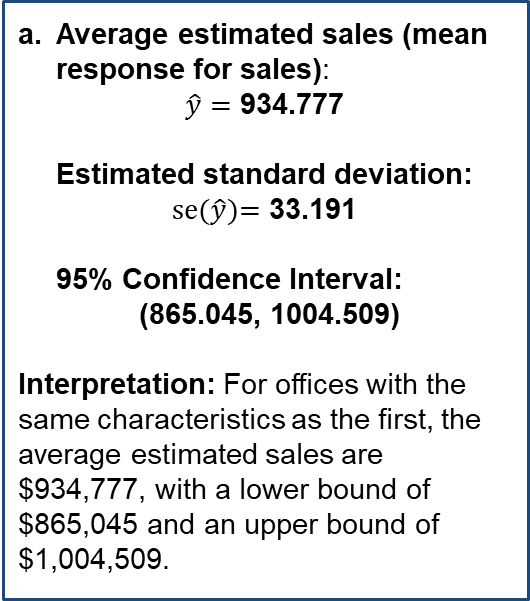 a. Average estimated sales (mean
response for sales):
ŷ = 934.777
Estimated standard deviation:
se(ŷ)= 33.191
95% Confidence Interval:
(865.045, 1004.509)
Interpretation: For offices with the
same characteristics as the first, the
average estimated sales are
$934,777, with a lower bound of
$865,045 and an upper bound of
$1,004,509.